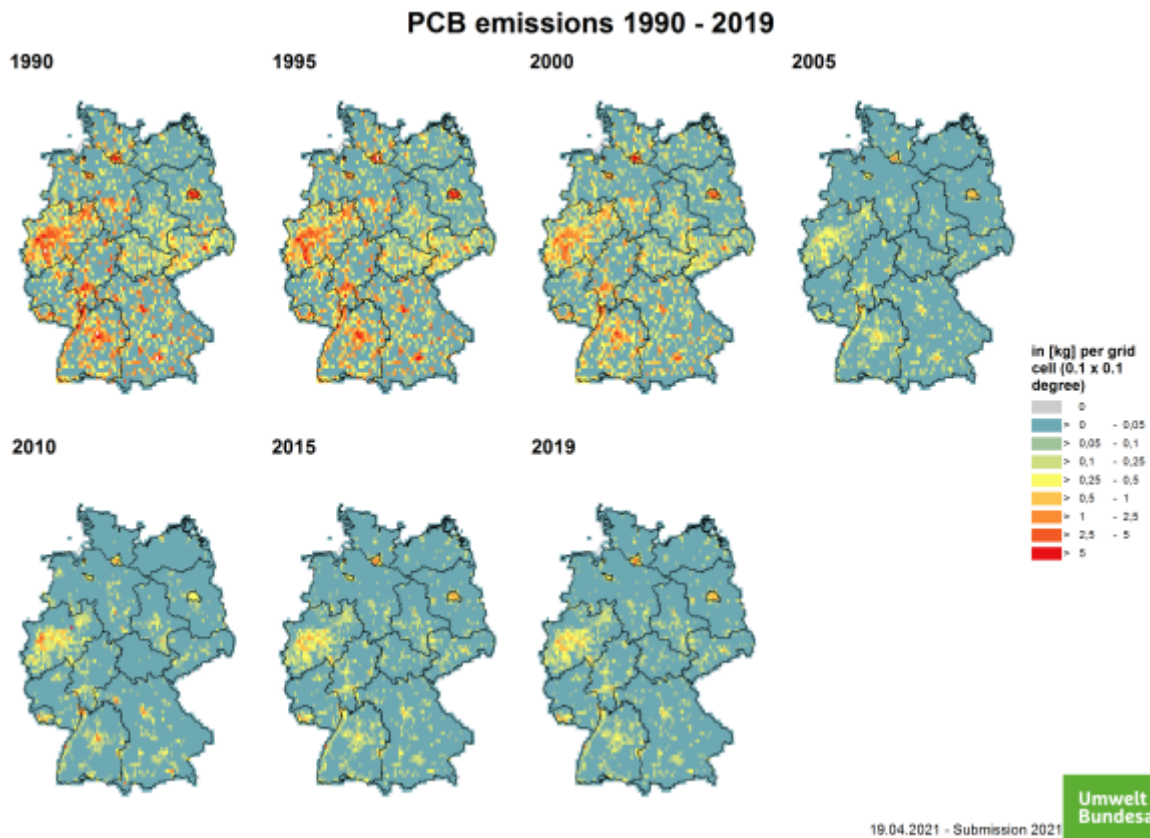 PCB emissions 1990 - 2019
1990
1995
2000
2005
in [kg] per grid
cell (0.1 x 0.1
degree)
0
> 0 - 0,05
> 0,05 - 0,1
> 0,1 - 0,25
> 0,25 - 0,5
> 0,5 - 1
> 1 - 2,5
> 2,5 - 5
> 5
2010
2015
2019
19.04.2021 - Submission 2021
Umwelt
Bundesa